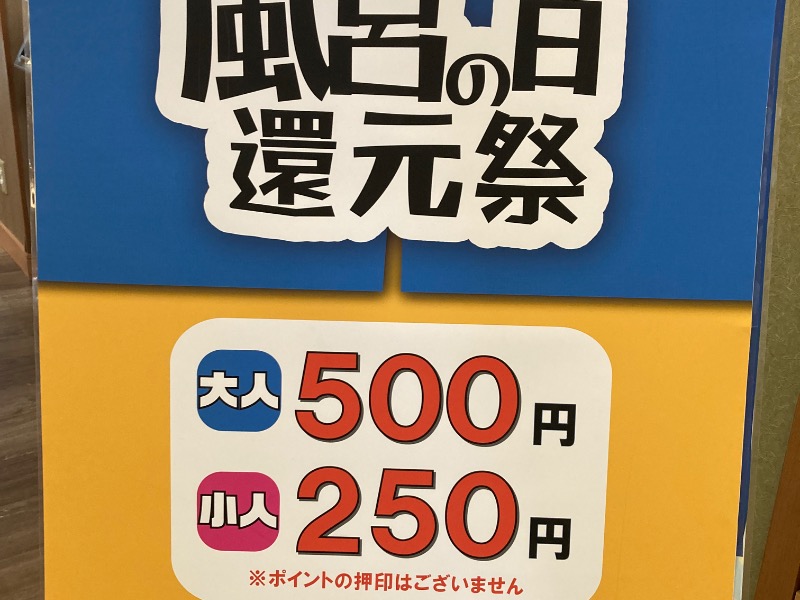 風呂の日
還元祭
大人 500円
小人 250円
※ポイントの押印はございません